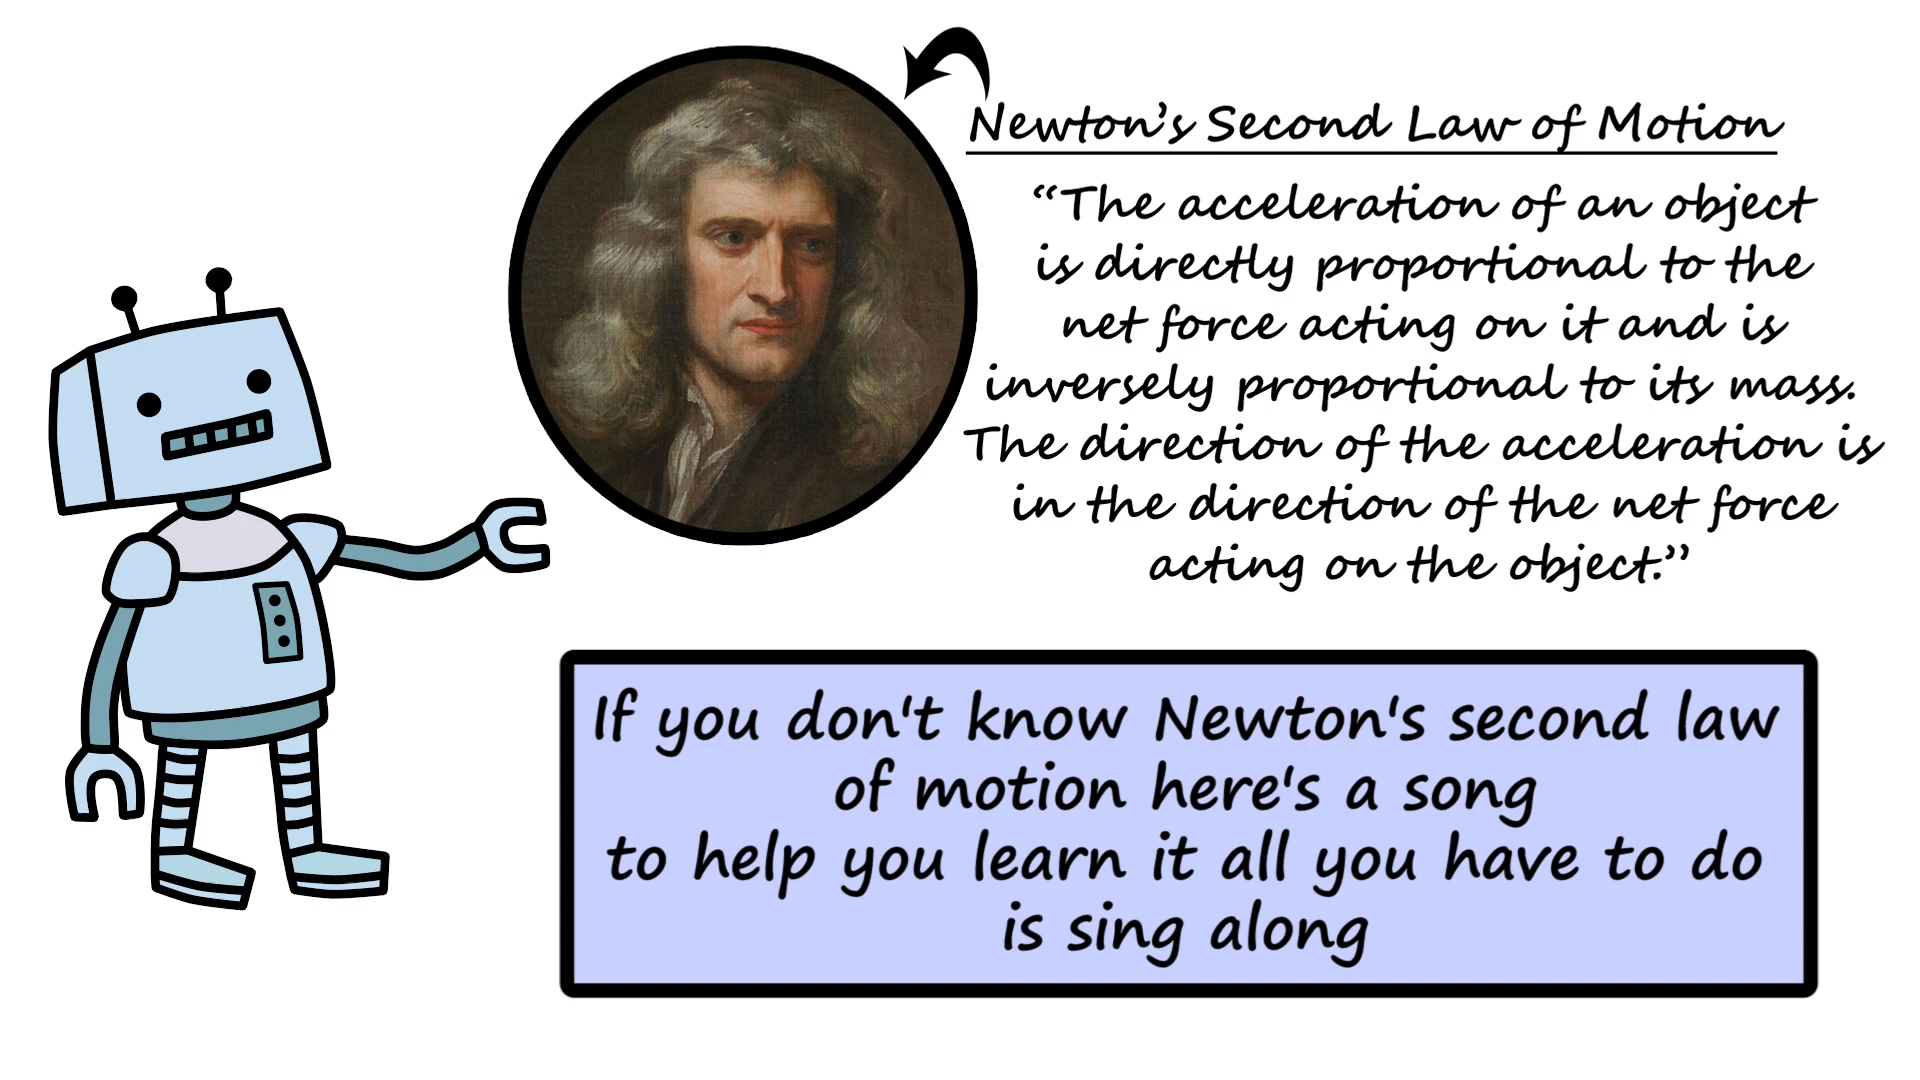 Newton’s Second Law of Motion
“The acceleration of an object
is directly proportional to the
net force acting on it and is
inversely proportional to its mass.
The direction of the acceleration is
in the direction of the net force
acting on the object.”
If you don't know Newton's second law
of motion here's a song
to help you learn it all you have to do
is sing along